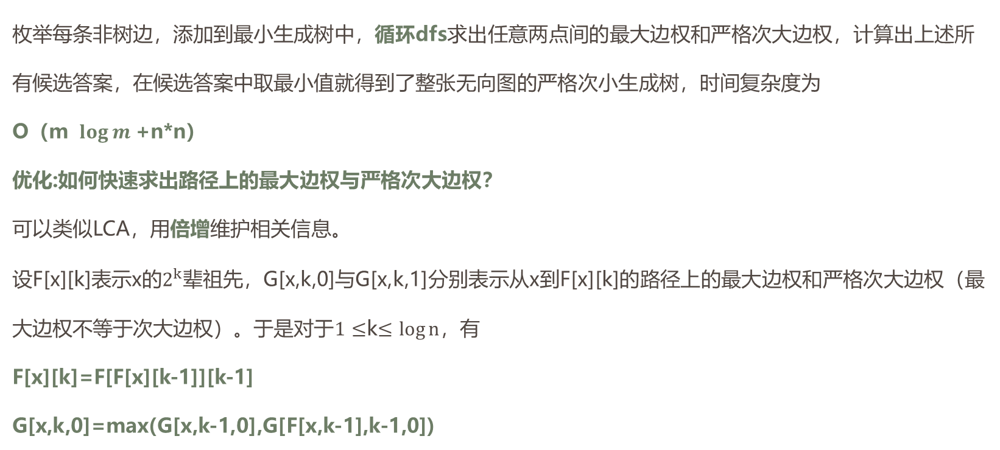 枚举每条非树边，添加到最小生成树中，循环dfs求出任意两点间的最大边权和严格次大边权，计算出上述所
有候选答案，在候选答案中取最小值就得到了整张无向图的严格次小生成树，时间复杂度为
O（m log m +n*n）
优化:如何快速求出路径上的最大边权与严格次大边权？
可以类似LCA，用倍增维护相关信息。
设F[x][k]表示x的2^k辈祖先，G[x,k,0]与G[x,k,1]分别表示从x到F[x][k]的路径上的最大边权和严格次大边权（最
大边权不等于次大边权）。于是对于1 ≤k≤ log n，有
F[x][k]=F[F[x][k-1]][k-1]
G[x,k,0]=max(G[x,k-1,0],G[F[x,k-1],k-1,0])